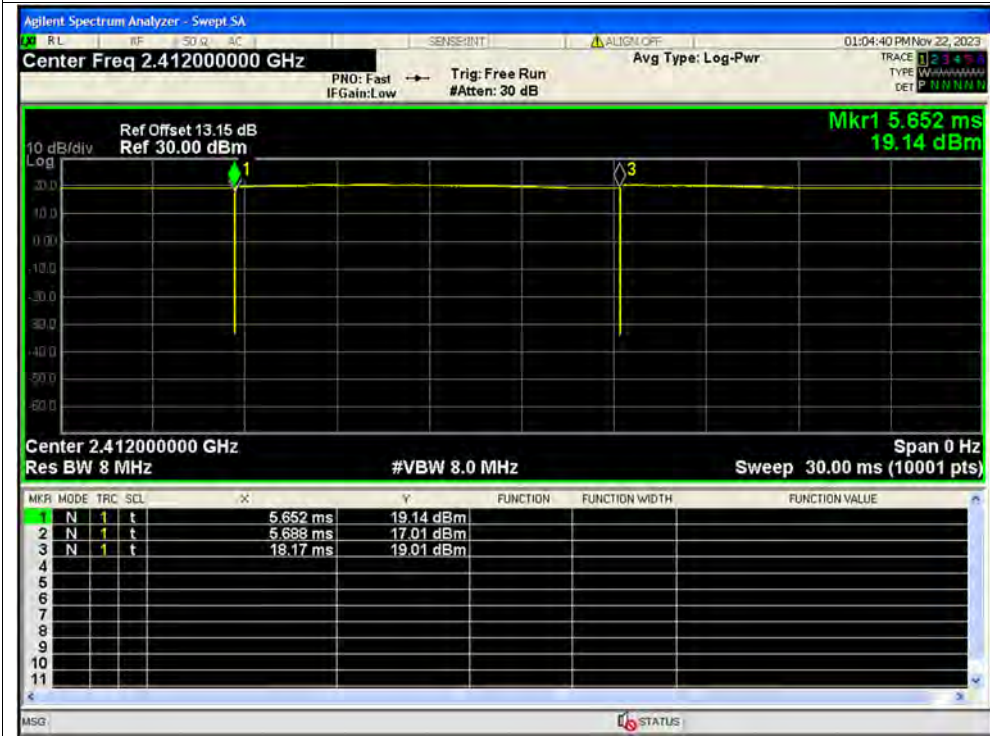 Agilent Spectrum Analyzer - Swept SA
RL RF 50 Ω AC SENSE:INT ALIGN OFF 01:04:40 PM Nov 22, 2023
Center Freq 2.412000000 GHz
PNO: Fast
IFGain:Low
Trig: Free Run
#Atten: 30 dB
Avg Type: Log-Pwr
TRACE 1 2 3 4 5 6
TYPE
DET P N N N N N
Mkr1 5.652 ms
19.14 dBm
Ref Offset 13.15 dB
10 dB/div Ref 30.00 dBm
Log
1
3
20.0
10.0
0.00
-10.0
-20.0
-30.0
-40.0
-50.0
-60.0
Center 2.412000000 GHz Span 0 Hz
Res BW 8 MHz #VBW 8.0 MHz Sweep 30.00 ms (10001 pts)
MKR MODE TRC SCL X Y FUNCTION FUNCTION WIDTH FUNCTION VALUE
1 N 1 t 5.652 ms 19.14 dBm
2 N 1 t 5.688 ms 17.01 dBm
3 N 1 t 18.17 ms 19.01 dBm
4
5
6
7
8
9
10
11
MSG STATUS